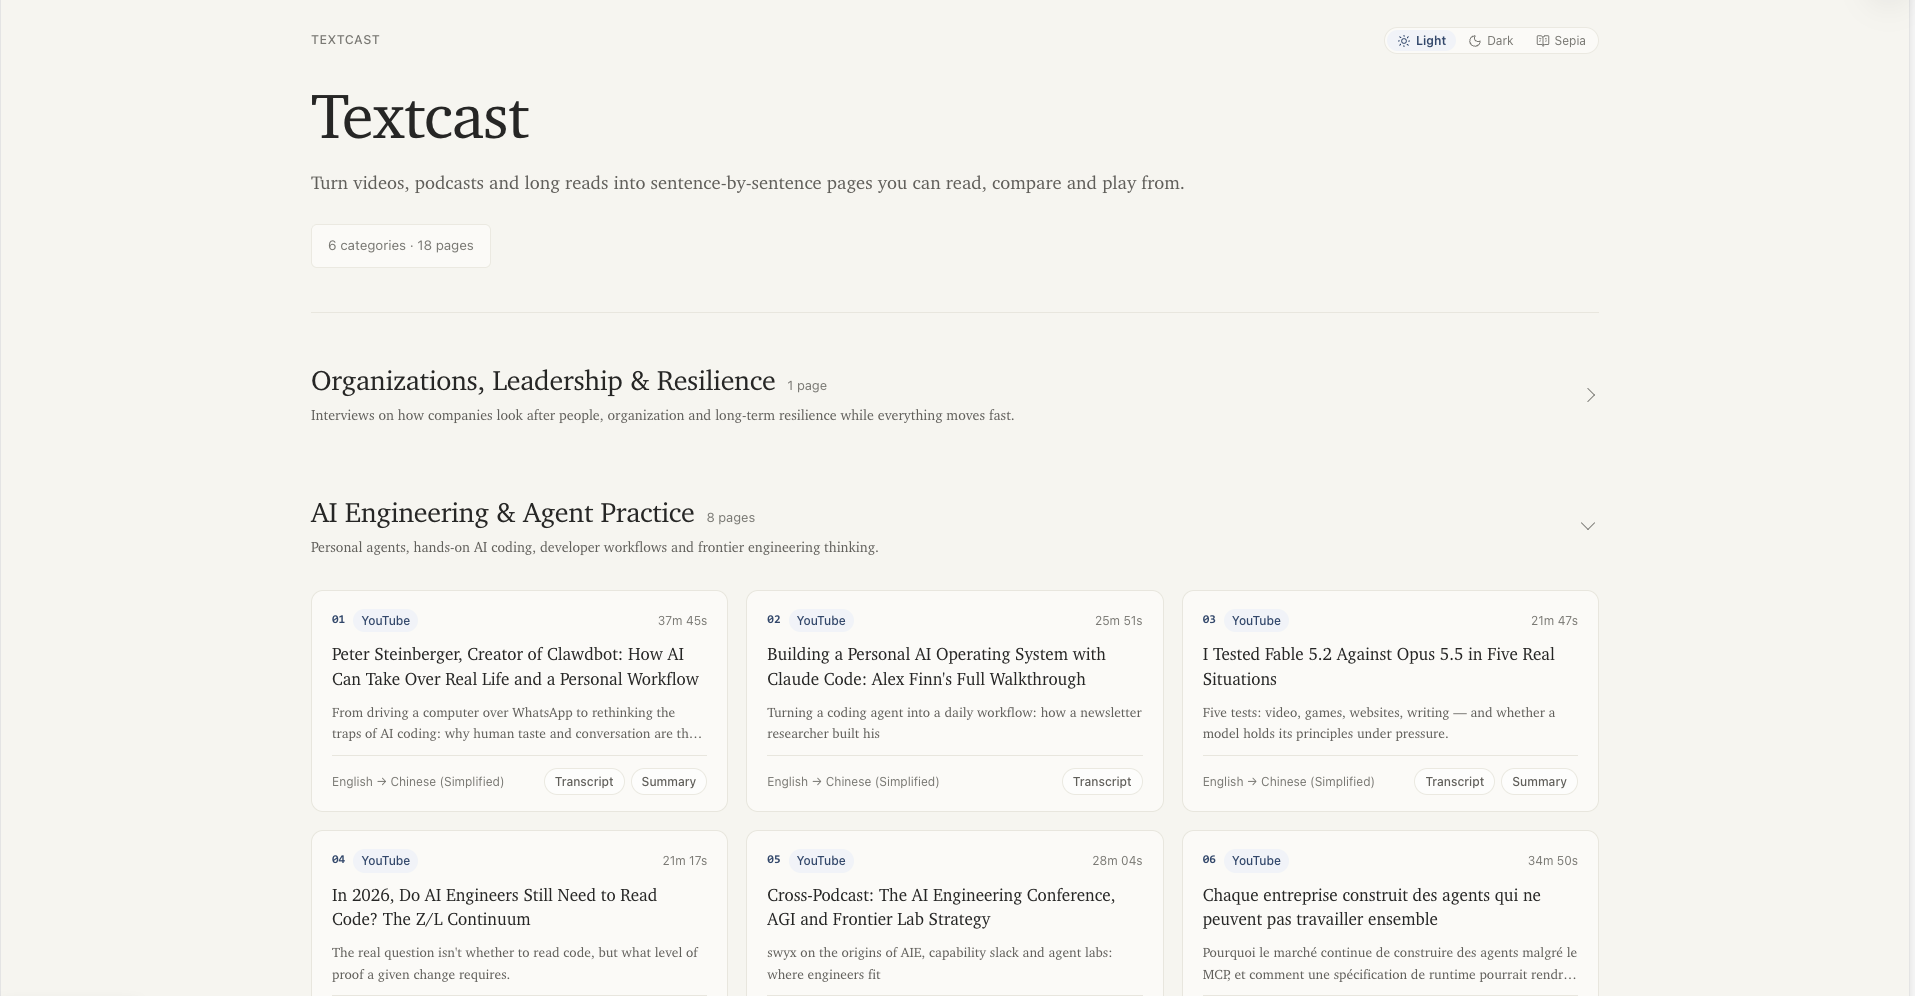 TEXTCAST
Light
Dark
Sepia
Textcast
Turn videos, podcasts and long reads into sentence-by-sentence pages you can read, compare and play from.
6 categories · 18 pages
Organizations, Leadership & Resilience 1 page
Interviews on how companies look after people, organization and long-term resilience while everything moves fast.
AI Engineering & Agent Practice 8 pages
Personal agents, hands-on AI coding, developer workflows and frontier engineering thinking.
01 YouTube 37m 45s
Peter Steinberger, Creator of Clawdbot: How AI
Can Take Over Real Life and a Personal Workflow
From driving a computer over WhatsApp to rethinking the
traps of AI coding: why human taste and conversation are th…
English → Chinese (Simplified) Transcript Summary
02 YouTube 25m 51s
Building a Personal AI Operating System with
Claude Code: Alex Finn's Full Walkthrough
Turning a coding agent into a daily workflow: how a newsletter
researcher built his
English → Chinese (Simplified) Transcript
03 YouTube 21m 47s
I Tested Fable 5.2 Against Opus 5.5 in Five Real
Situations
Five tests: video, games, websites, writing — and whether a
model holds its principles under pressure.
English → Chinese (Simplified) Transcript Summary
04 YouTube 21m 17s
In 2026, Do AI Engineers Still Need to Read
Code? The Z/L Continuum
The real question isn't whether to read code, but what level of
proof a given change requires.
05 YouTube 28m 04s
Cross-Podcast: The AI Engineering Conference,
AGI and Frontier Lab Strategy
swyx on the origins of AIE, capability slack and agent labs:
where engineers fit
06 YouTube 34m 50s
Chaque entreprise construit des agents qui ne
peuvent pas travailler ensemble
Pourquoi le marché continue de construire des agents malgré le
MCP, et comment une spécification de runtime pourrait rendr…